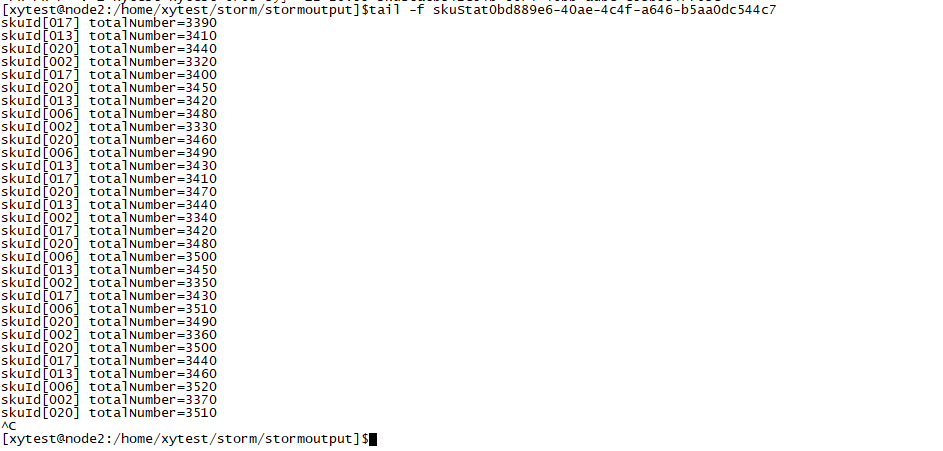 [xytest@node2:/home/xytest/storm/stormoutput]$tail -f skuStat0bd889e6-40ae-4c4f-a646-b5aa0dc544c7
skuId[017] totalNumber=3390
skuId[013] totalNumber=3410
skuId[020] totalNumber=3440
skuId[002] totalNumber=3320
skuId[017] totalNumber=3400
skuId[020] totalNumber=3450
skuId[013] totalNumber=3420
skuId[006] totalNumber=3480
skuId[002] totalNumber=3330
skuId[020] totalNumber=3460
skuId[006] totalNumber=3490
skuId[013] totalNumber=3430
skuId[017] totalNumber=3410
skuId[020] totalNumber=3470
skuId[013] totalNumber=3440
skuId[002] totalNumber=3340
skuId[017] totalNumber=3420
skuId[020] totalNumber=3480
skuId[006] totalNumber=3500
skuId[013] totalNumber=3450
skuId[002] totalNumber=3350
skuId[017] totalNumber=3430
skuId[006] totalNumber=3510
skuId[020] totalNumber=3490
skuId[002] totalNumber=3360
skuId[020] totalNumber=3500
skuId[017] totalNumber=3440
skuId[013] totalNumber=3460
skuId[006] totalNumber=3520
skuId[002] totalNumber=3370
skuId[020] totalNumber=3510
^C
[xytest@node2:/home/xytest/storm/stormoutput]$